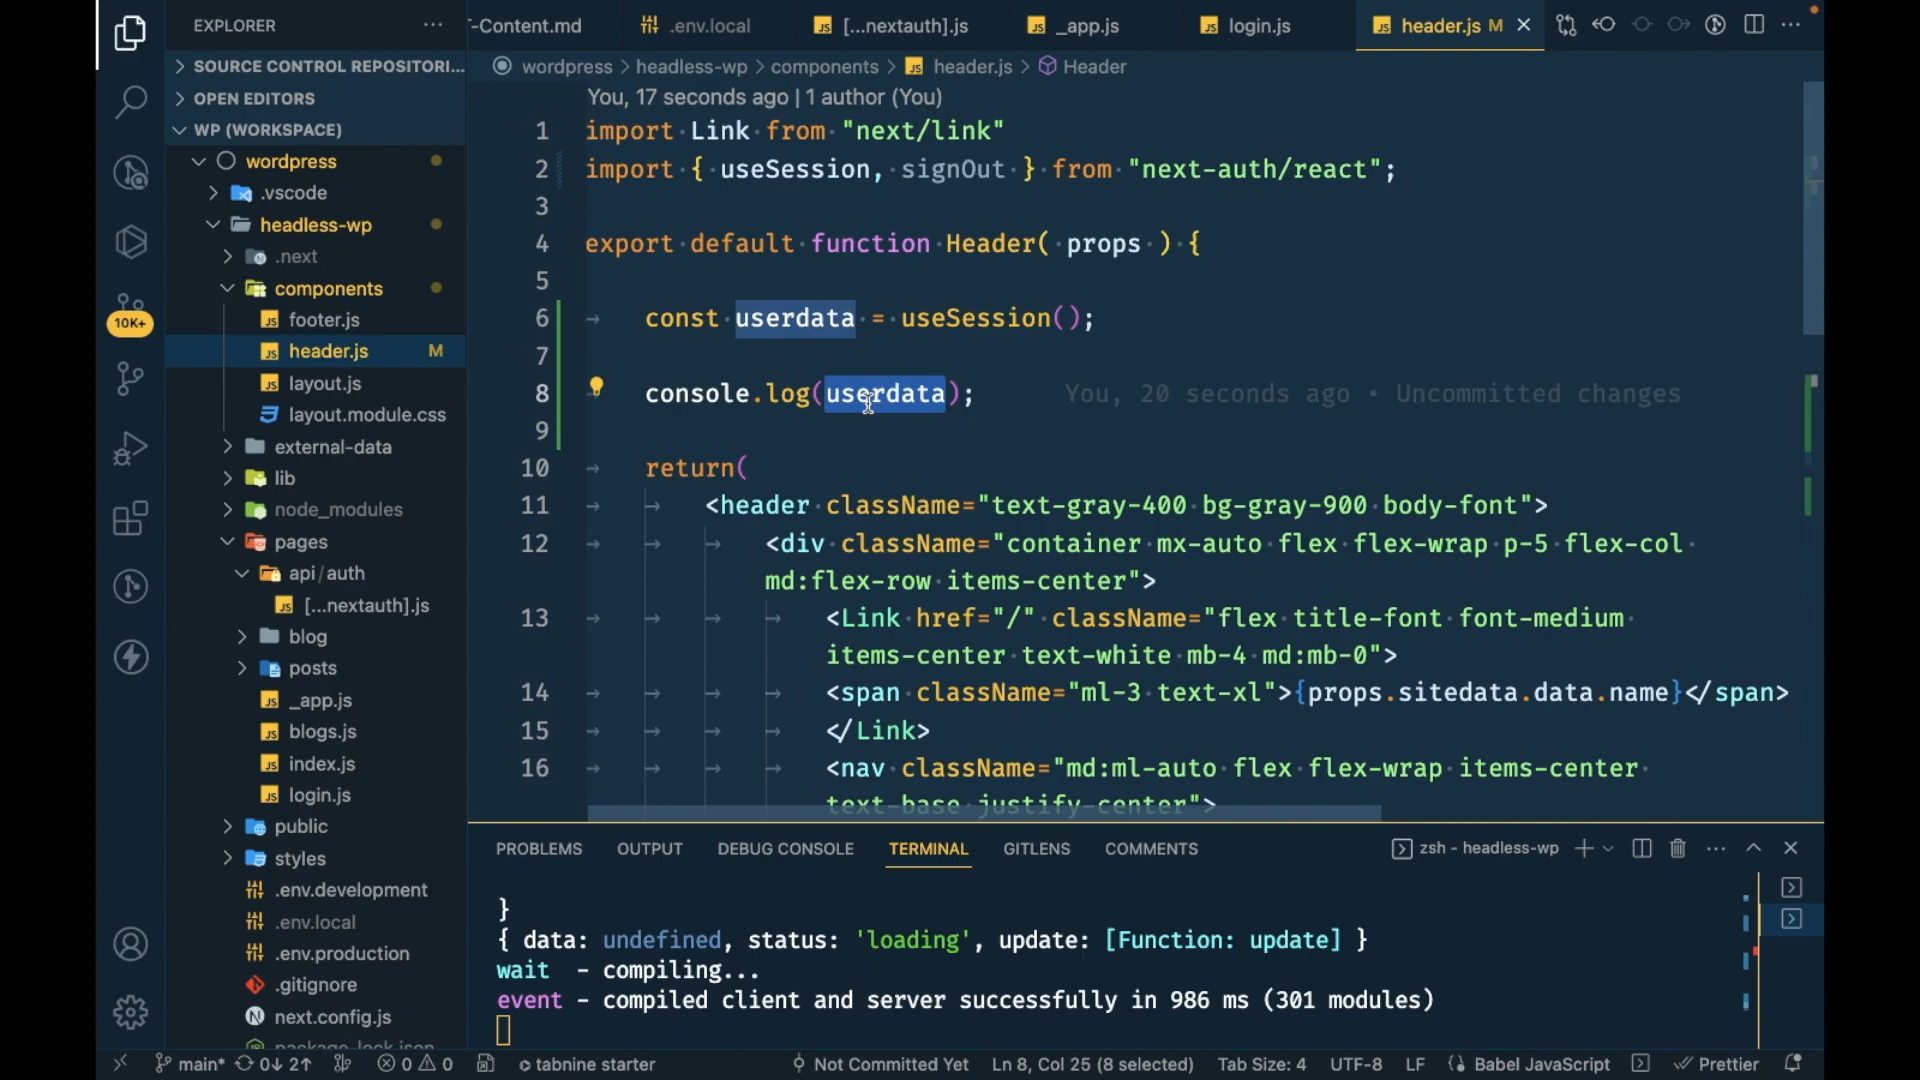 EXPLORER
-Content.md
.env.local
[...nextauth].js
_app.js
login.js
header.js M
SOURCE CONTROL REPOSITORI...
OPEN EDITORS
WP (WORKSPACE)
wordpress
.vscode
headless-wp
.next
components
footer.js
header.js M
layout.js
layout.module.css
external-data
lib
node_modules
pages
api/auth
[...nextauth].js
blog
posts
_app.js
blogs.js
index.js
login.js
public
styles
.env.development
.env.local
.env.production
.gitignore
next.config.js
package-lock.json
10K+
wordpress > headless-wp > components > header.js > Header
You, 17 seconds ago | 1 author (You)
1 import Link from "next/link"
2 import { useSession, signOut } from "next-auth/react";
3
4 export default function Header( props ) {
5
6 const userdata = useSession();
7
8 console.log(userdata); You, 20 seconds ago • Uncommitted changes
9
10 return(
11 <header className="text-gray-400 bg-gray-900 body-font">
12 <div className="container mx-auto flex flex-wrap p-5 flex-col
md:flex-row items-center">
13 <Link href="/" className="flex title-font font-medium
items-center text-white mb-4 md:mb-0">
14 <span className="ml-3 text-xl">{props.sitedata.data.name}</span>
15 </Link>
16 <nav className="md:ml-auto flex flex-wrap items-center
text-base justify-center">
PROBLEMS OUTPUT DEBUG CONSOLE TERMINAL GITLENS COMMENTS zsh - headless-wp
}
{ data: undefined, status: 'loading', update: [Function: update] }
wait - compiling...
event - compiled client and server successfully in 986 ms (301 modules)
main* 0↓ 2↑ 0 0 tabnine starter Not Committed Yet Ln 8, Col 25 (8 selected) Tab Size: 4 UTF-8 LF Babel JavaScript Prettier